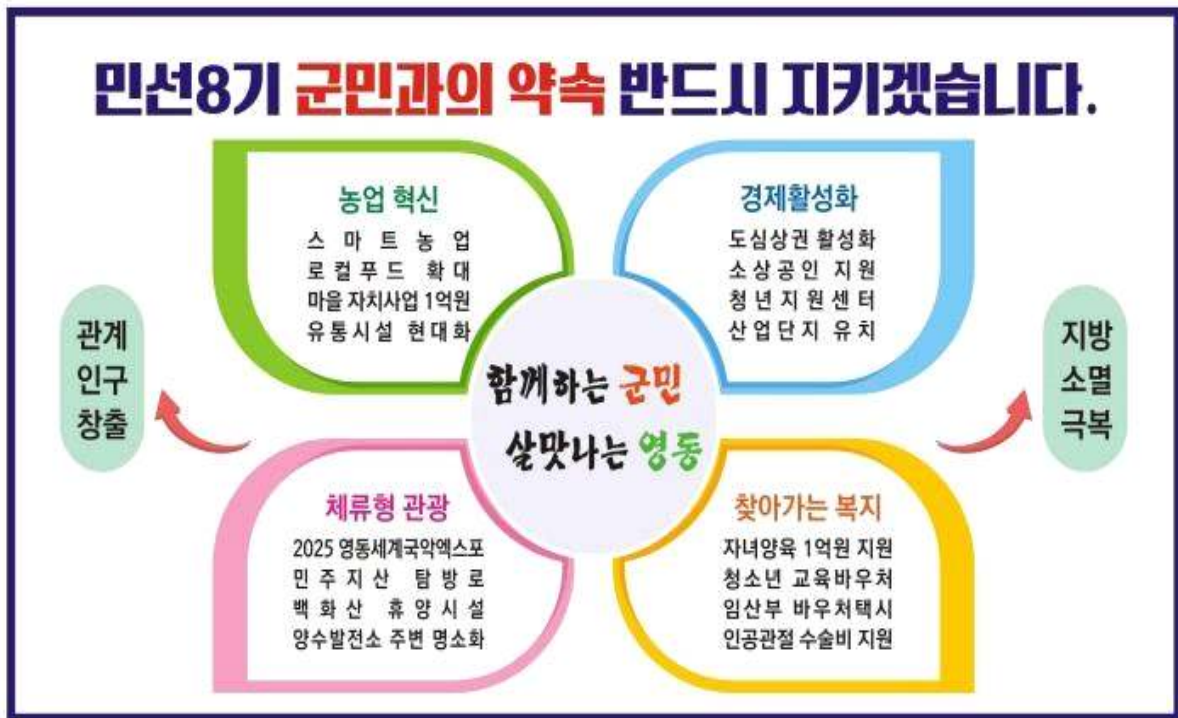 민선8기 군민과의 약속 반드시 지키겠습니다.
농업 혁신
스마트농업
로컬푸드 확대
마을 자치사업 1억원
유통시설 현대화
경제활성화
도심상권 활성화
소상공인 지원
청년지원센터
산업단지 유치
관계
인구
창출
함께하는 군민
살맛나는 영동
지방
소멸
극복
체류형 관광
2025 영동세계국악엑스포
민주지산 탐방로
백화산 휴양시설
양수발전소 주변 명소화
찾아가는 복지
자녀양육 1억원 지원
청소년 교육바우처
임산부 바우처택시
인공관절 수술비 지원